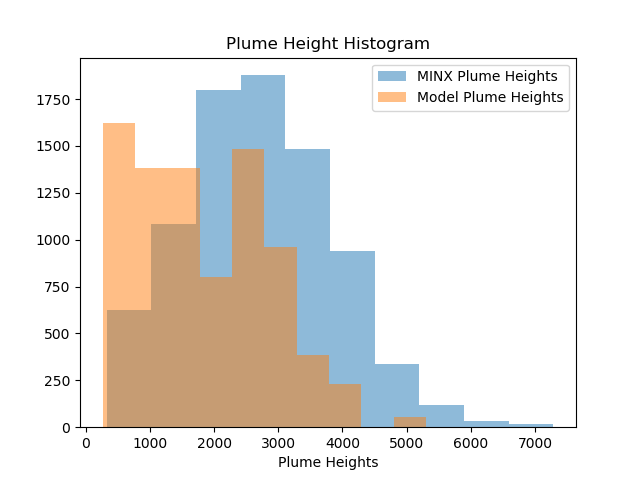 Plume Height Histogram
MINX Plume Heights
Model Plume Heights
1750
1500
1250
1000
750
500
250
0
0 1000 2000 3000 4000 5000 6000 7000
Plume Heights